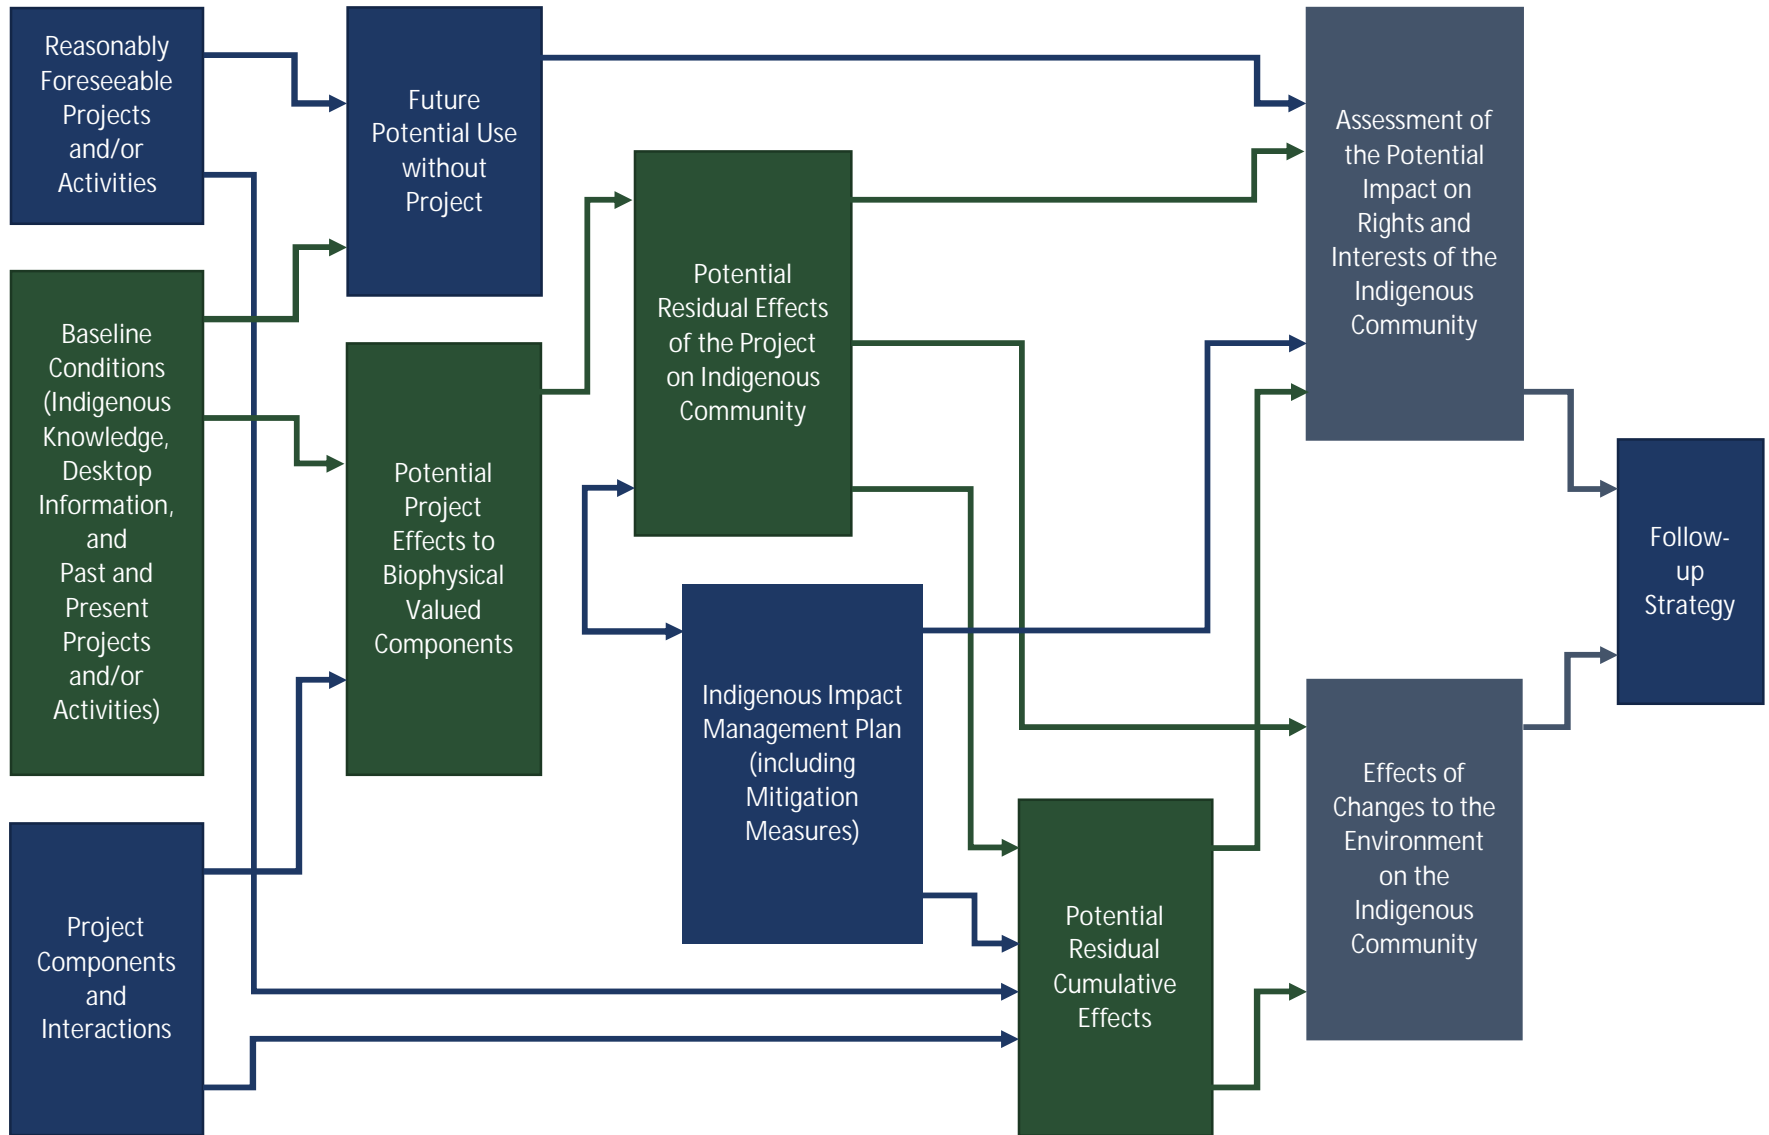 Reasonably
Foreseeable
Projects
and/or
Activities
Baseline
Conditions
(Indigenous
Knowledge,
Desktop
Information,
and
Past and
Present
Projects
and/or
Activities)
Project
Components
and
Interactions
Future
Potential Use
without
Project
Potential
Project
Effects to
Biophysical
Valued
Components
Potential
Residual Effects
of the Project
on Indigenous
Community
Indigenous Impact
Management Plan
(including
Mitigation
Measures)
Potential
Residual
Cumulative
Effects
Assessment of
the Potential
Impact on
Rights and
Interests of the
Indigenous
Community
Effects of
Changes to the
Environment
on the
Indigenous
Community
Follow-
up
Strategy